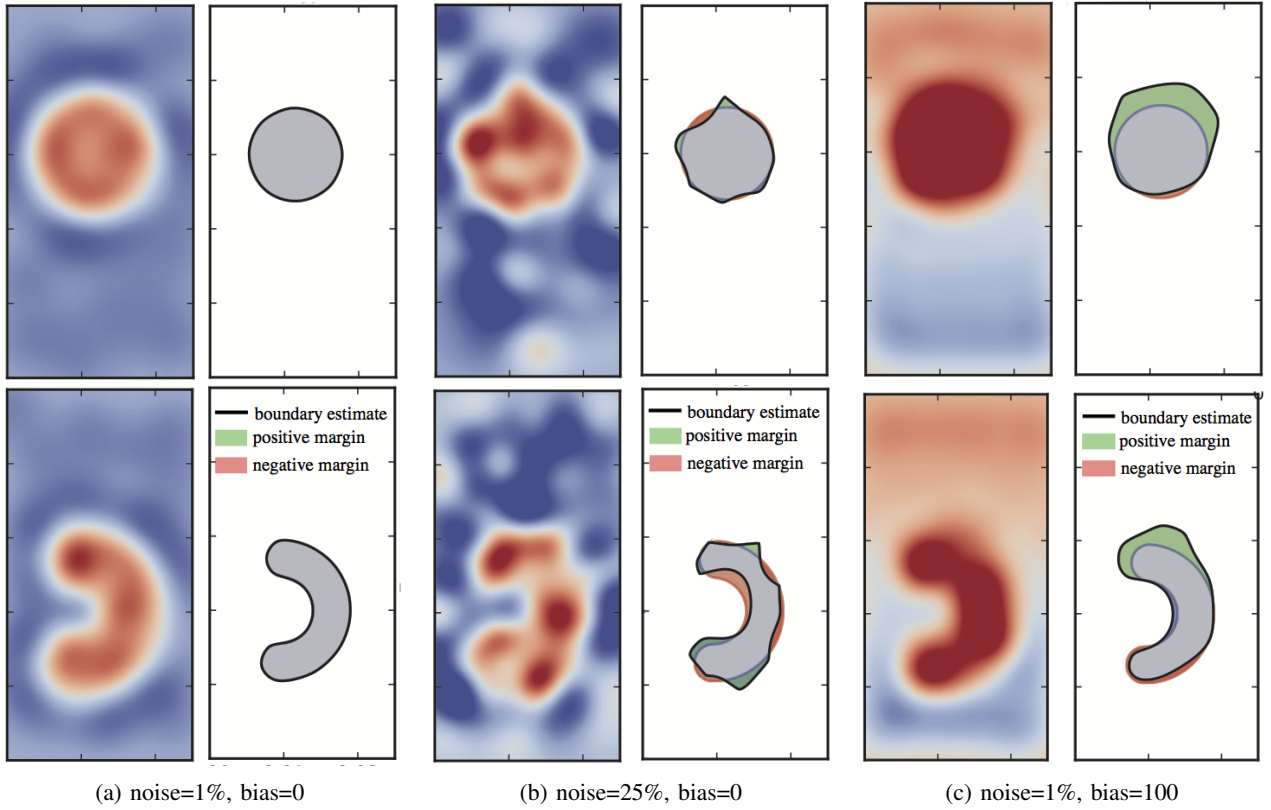 boundary estimate
positive margin
negative margin
boundary estimate
positive margin
negative margin
boundary estimate
positive margin
negative margin
(a) noise=1%, bias=0
(b) noise=25%, bias=0
(c) noise=1%, bias=100